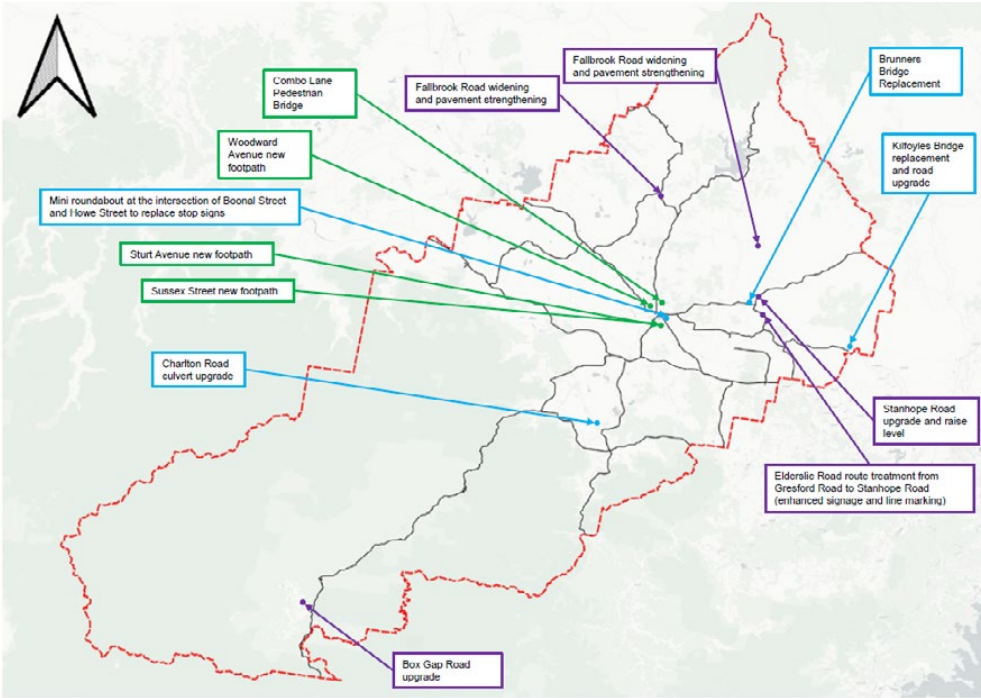 Fallbrook Road widening
and pavement strengthening
Brunners
Bridge
Replacement
Combo Lane
Pedestrian
Bridge
Fallbrook Road widening
and pavement strengthening
Woodward
Avenue new
footpath
Kilfoyles Bridge
replacement
and road
upgrade
Mini roundabout at the intersection of Boonal Street
and Howe Street to replace stop signs
Sturt Avenue new footpath
Sussex Street new footpath
Charlton Road
culvert upgrade
Stanhope Road
upgrade and raise
level
Elderslie Road route treatment from
Gresford Road to Stanhope Road
(enhanced signage and line marking)
Box Gap Road
upgrade